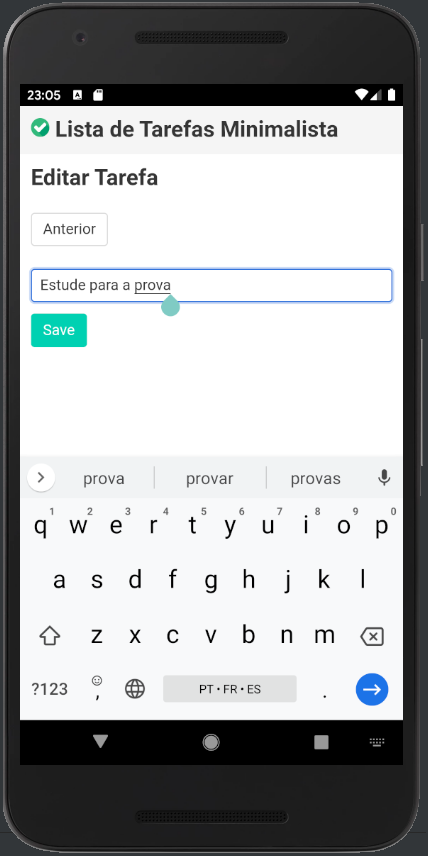 23:05
Lista de Tarefas Minimalista
Editar Tarefa
Anterior
Estude para a prova
Save
prova provar provas
q1 w2 e3 r4 t5 y6 u7 i8 o9 p0
a s d f g h j k l
z x c v b n m
?123 , PT • FR • ES .